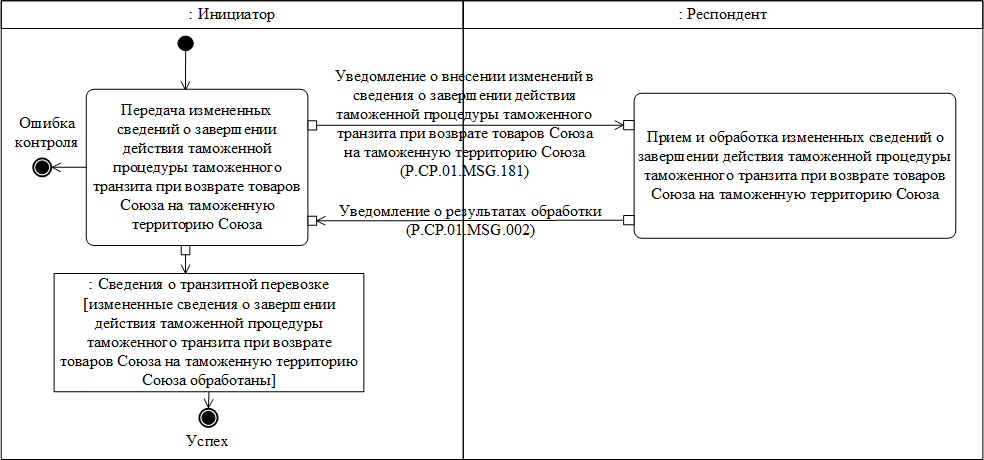 : Инициатор
: Респондент
Уведомление о внесении изменений в
сведения о завершении действия
таможенной процедуры таможенного
транзита при возврате товаров Союза
на таможенную территорию Союза
(P.CP.01.MSG.181)
Ошибка
контроля
Передача измененных
сведений о завершении
действия таможенной
процедуры таможенного
транзита при возврате товаров
Союза на таможенную
территорию Союза
Прием и обработка измененных сведений о
завершении действия таможенной процедуры
таможенного транзита при возврате товаров
Союза на таможенную территорию Союза
Уведомление о результатах обработки
(P.CP.01.MSG.002)
: Сведения о транзитной перевозке
[измененные сведения о завершении
действия таможенной процедуры
таможенного транзита при возврате
товаров Союза на таможенную территорию
Союза обработаны]
Успех